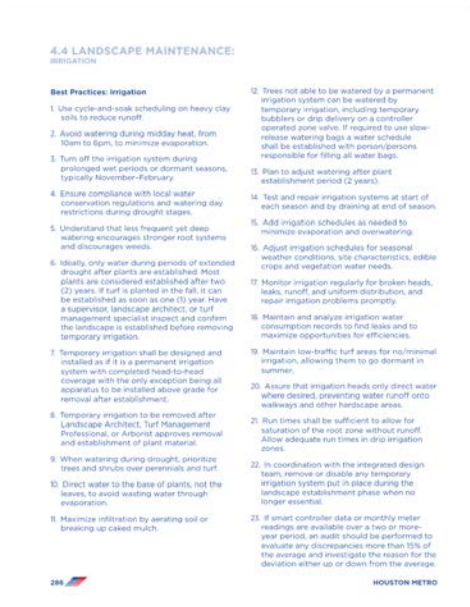 4.4 LANDSCAPE MAINTENANCE:
IRRIGATION
Best Practices: Irrigation
1. Use cycle-and-soak scheduling on heavy clay
soils to reduce runoff.
2. Avoid watering during midday heat, from
10am to 6pm, to minimize evaporation.
3. Turn off the irrigation system during
prolonged wet periods or dormant seasons,
typically November-February.
4. Ensure compliance with local water
conservation regulations and watering day
restrictions during drought stages.
5. Understand that less frequent yet deep
watering encourages stronger root systems
and discourages weeds.
6. Ideally, only water during periods of extended
drought after plants are established. Most
plants are considered established after two
(2) years. If turf is planted in the fall, it can
be established as soon as one (1) year. Have
a supervisor, landscape architect, or turf
management specialist inspect and confirm
the landscape is established before removing
temporary irrigation.
7. Temporary irrigation shall be designed and
installed as if it is a permanent irrigation
system with completed head-to-head
coverage with the only exception being all
apparatus to be installed above grade for
removal after establishment.
8. Temporary irrigation to be removed after
Landscape Architect, Turf Management
Professional, or Arborist approves removal
and establishment of plant material.
9. When watering during drought, prioritize
trees and shrubs over perennials and turf.
10. Direct water to the base of plants, not the
leaves, to avoid wasting water through
evaporation.
11. Maximize infiltration by aerating soil or
breaking up caked mulch.
12. Trees not able to be watered by a permanent
irrigation system can be watered by
temporary irrigation, including temporary
bubblers or drip delivery on a controller
operated zone valve. If required to use slow-
release watering bags a water schedule
shall be established with person/persons
responsible for filling all water bags.
13. Plan to adjust watering after plant
establishment period (2 years).
14. Test and repair irrigation systems at start of
each season and by draining at end of season.
15. Add irrigation schedules as needed to
minimize evaporation and overwatering.
16. Adjust irrigation schedules for seasonal
weather conditions, site characteristics, edible
crops and vegetation water needs.
17. Monitor irrigation regularly for broken heads,
leaks, runoff, and uniform distribution, and
repair irrigation problems promptly.
18. Maintain and analyze irrigation water
consumption records to find leaks and to
maximize opportunities for efficiencies.
19. Maintain low-traffic turf areas for no/minimal
irrigation, allowing them to go dormant in
summer.
20. Assure that irrigation heads only direct water
where desired, preventing water runoff onto
walkways and other hardscape areas.
21. Run times shall be sufficient to allow for
saturation of the root zone without runoff.
Allow adequate run times in drip irrigation
zones.
22. In coordination with the integrated design
team, remove or disable any temporary
irrigation system put in place during the
landscape establishment phase when no
longer essential.
23. If smart controller data or monthly meter
readings are available over a two or more-
year period, an audit should be performed to
evaluate any discrepancies more than 15% of
the average and investigate the reason for the
deviation either up or down from the average.
286
HOUSTON METRO